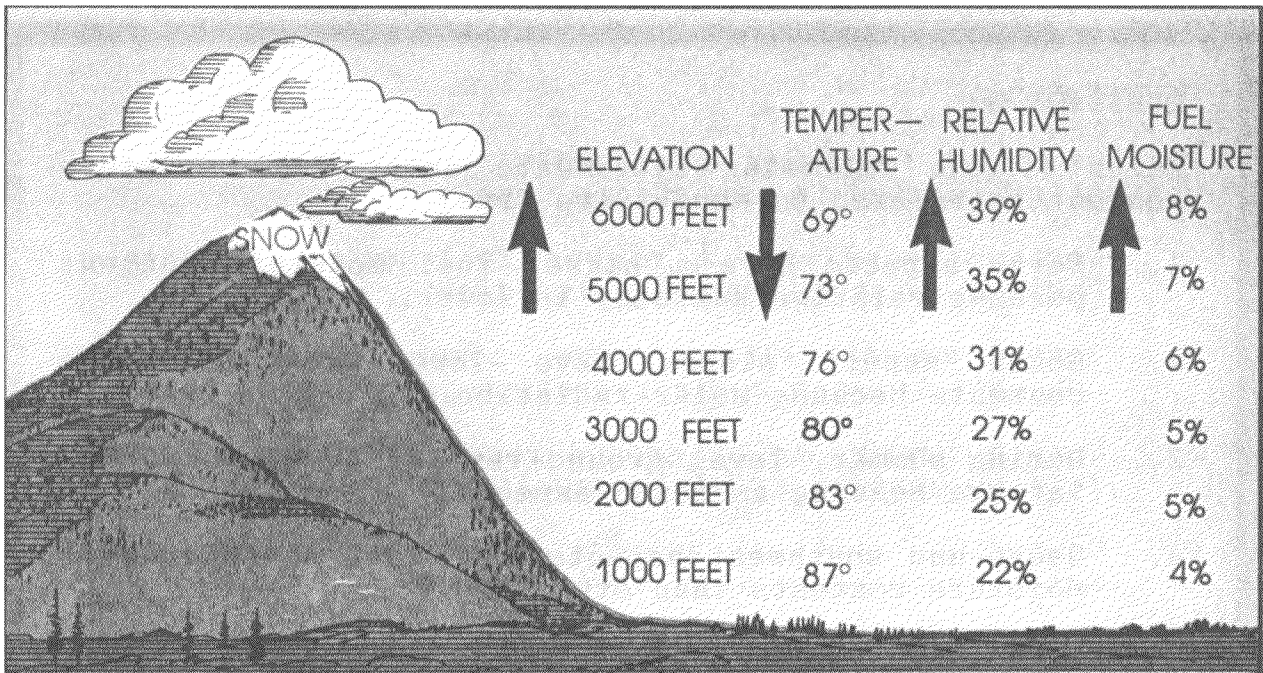 TEMPER— RELATIVE FUEL
ELEVATION ATURE HUMIDITY MOISTURE
6000 FEET 69° 39% 8%
SNOW
5000 FEET 73° 35% 7%
4000 FEET 76° 31% 6%
3000 FEET 80° 27% 5%
2000 FEET 83° 25% 5%
1000 FEET 87° 22% 4%